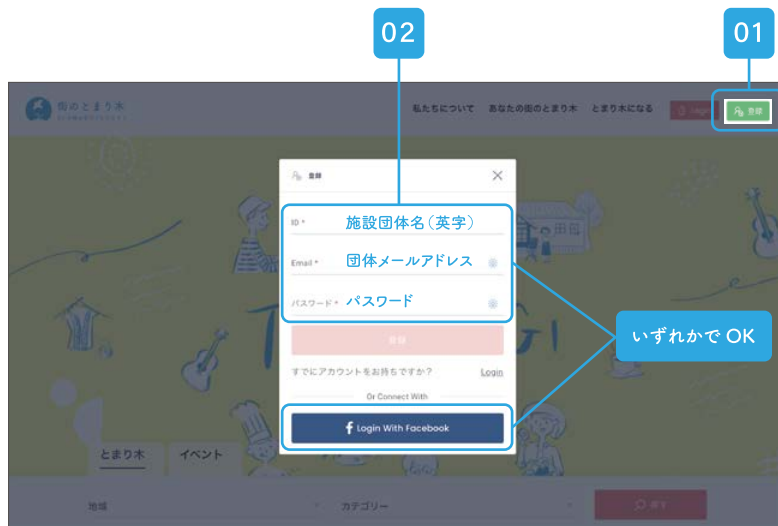 02
01
街のとまり木
私たちについて あなたの街のとまり木 とまり木になる Login 登録
登録
ID * 施設団体名（英字）
Email * 団体メールアドレス
パスワード * パスワード
いずれかで OK
登録
すでにアカウントをお持ちですか？ Login
Or Connect With
Login With Facebook
とまり木 イベント
地域 カテゴリー 探す